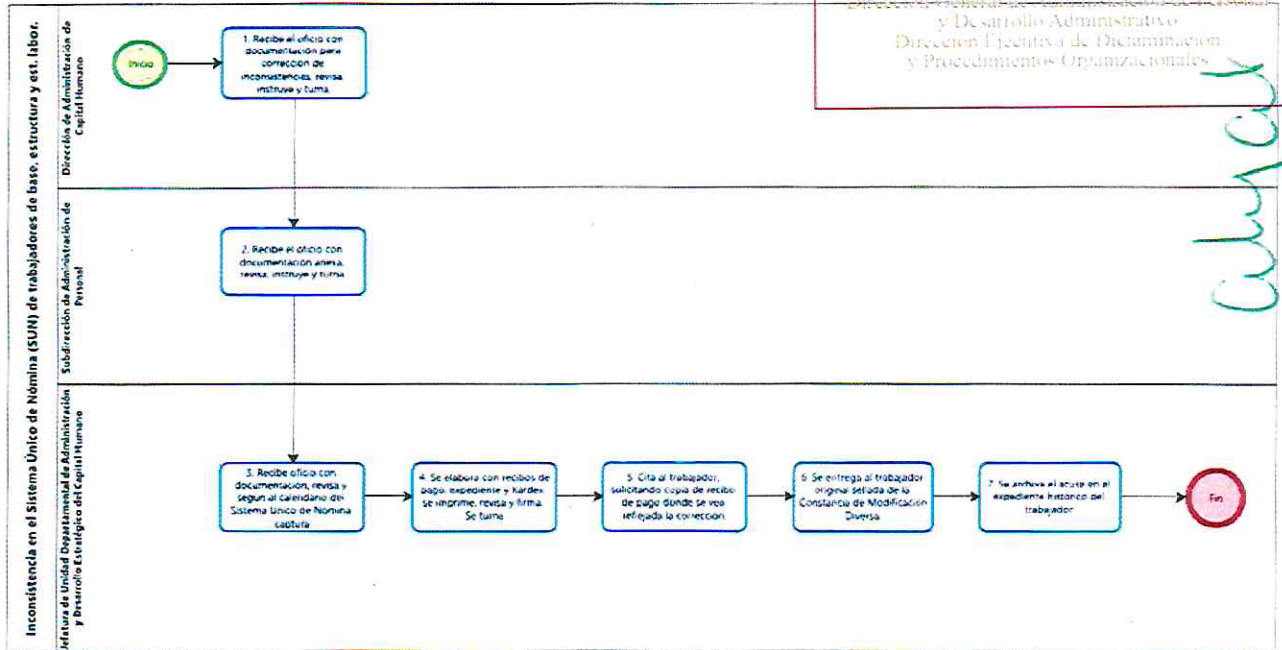 Dirección General de Administración de Personal
y Desarrollo Administrativo
Dirección Ejecutiva de Dictaminación
y Procedimientos Organizacionales
Inconsistencia en el Sistema Único de Nómina (SUN) de trabajadores de base, estructura y est. labor.
Dirección de Administración de
Capital Humano
Inicio
1. Recibe el oficio con
documentación para
corrección de
inconsistencias, revisa,
instruye y turna.
Subdirección de Administración de
Personal
2. Recibe el oficio con
documentación anexa,
revisa, instruye y turna
Jefatura de Unidad Departamental de Administración
y Desarrollo Estratégico del Capital Humano
3. Recibe oficio con
documentación, revisa y
según al calendario del
Sistema Único de Nómina
captura
4. Se elabora con recibos de
pago, expediente y Kardex,
se imprime, revisa y firma.
Se turna
5. Cita al trabajador,
solicitando copia de recibo
de pago donde se vea
reflejada la corrección.
6. Se entrega al trabajador
original sellada de la
Constancia de Modificación
Diversa.
7. Se archiva el acuse en el
expediente histórico del
trabajador
Fin